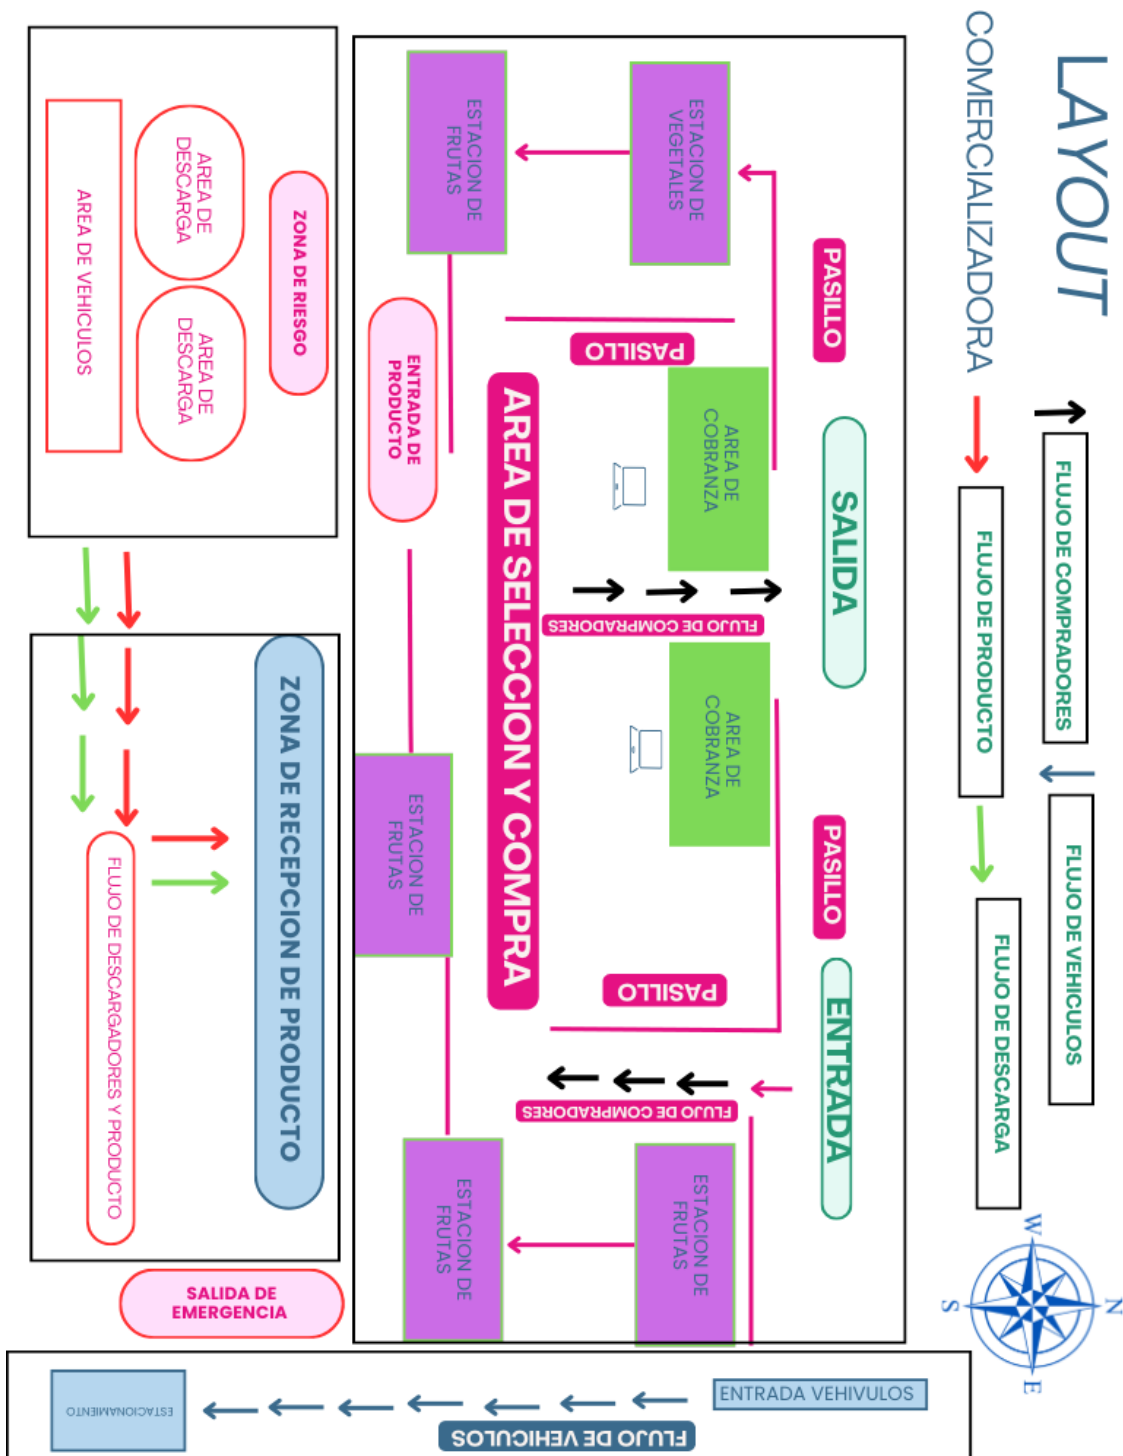 LAYOUT
COMERCIALIZADORA
FLUJO DE COMPRADORES
FLUJO DE VEHICULOS
FLUJO DE PRODUCTO
FLUJO DE DESCARGA
N
W
E
S
PASILLO
SALIDA
PASILLO
ENTRADA
ESTACION DE
VEGETALES
PASILLO
AREA DE
COBRANZA
FLUJO DE COMPRADORES
AREA DE
COBRANZA
PASILLO
FLUJO DE COMPRADORES
ESTACION DE
FRUTAS
AREA DE SELECCION Y COMPRA
ESTACION DE
FRUTAS
ENTRADA DE
PRODUCTO
ESTACION DE
FRUTAS
ESTACION DE
FRUTAS
ZONA DE RIESGO
AREA DE
DESCARGA
AREA DE
DESCARGA
AREA DE VEHICULOS
ZONA DE RECEPCION DE PRODUCTO
FLUJO DE DESCARGADORES Y PRODUCTO
SALIDA DE
EMERGENCIA
ENTRADA VEHIVULOS
FLUJO DE VEHICULOS
ESTACIONAMIENTO